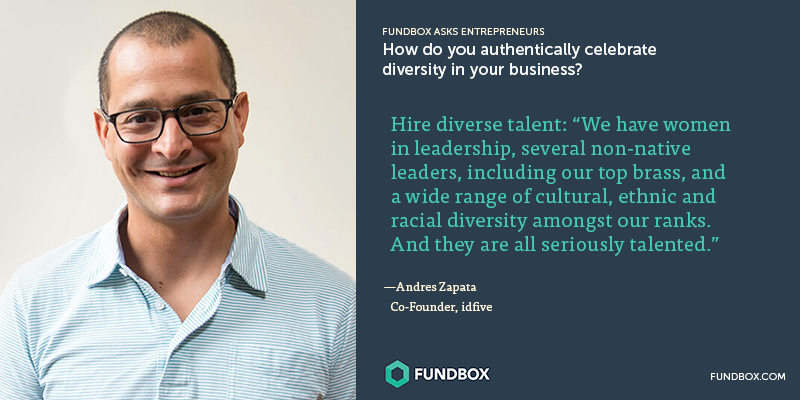 FUNDBOX ASKS ENTREPRENEURS
How do you authentically celebrate
diversity in your business?
Hire diverse talent: “We have women
in leadership, several non-native
leaders, including our top brass, and
a wide range of cultural, ethnic and
racial diversity amongst our ranks.
And they are all seriously talented.”
—Andres Zapata
Co-Founder, idfive
FUNDBOX
FUNDBOX.COM